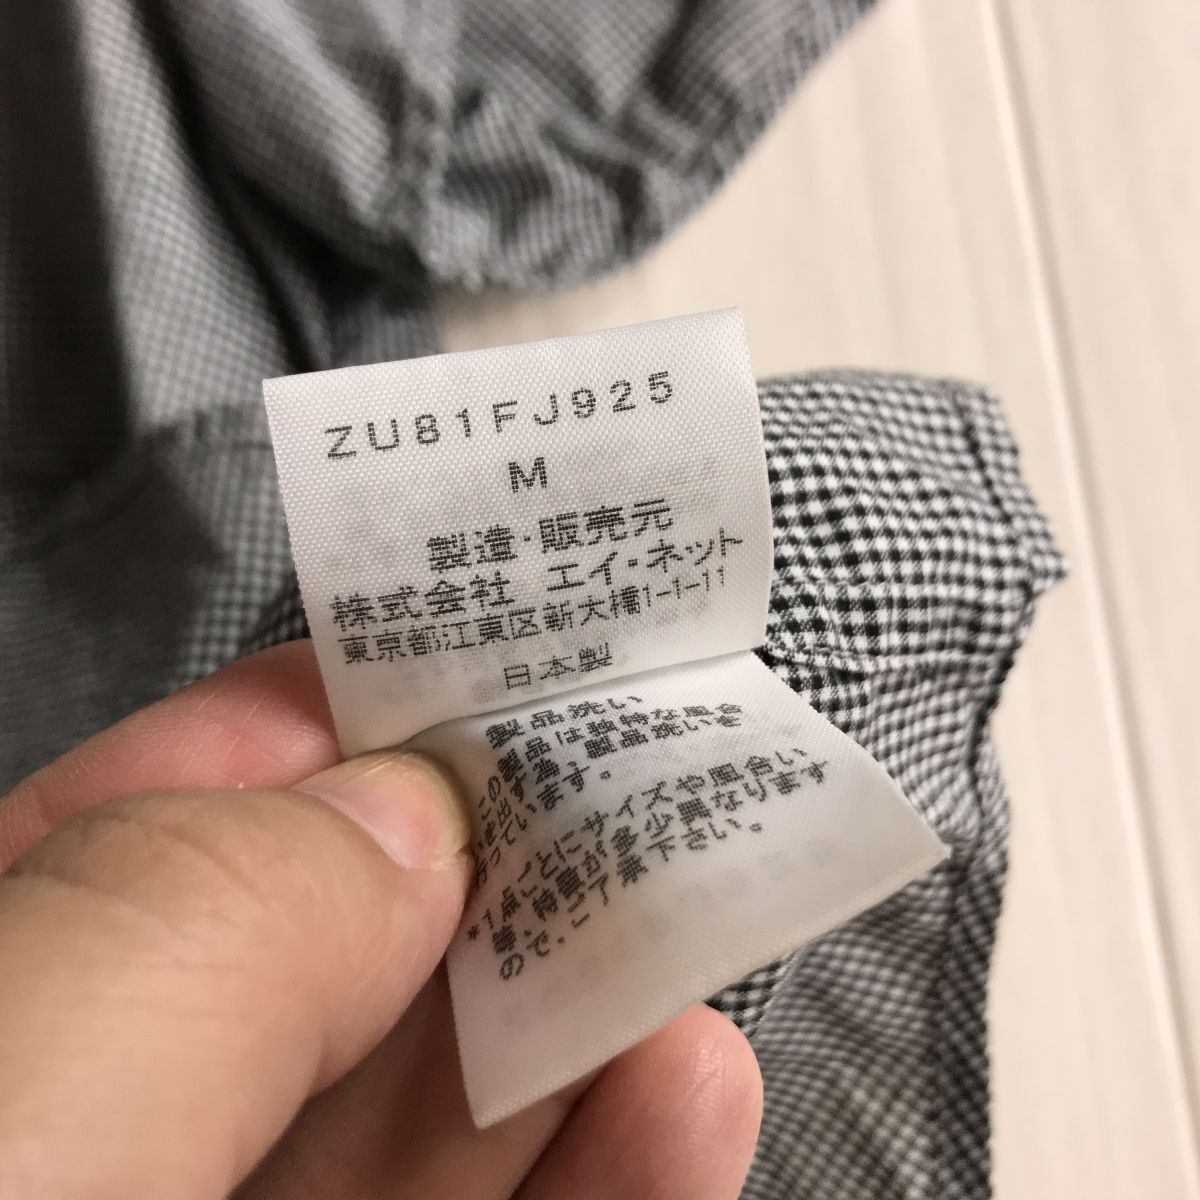 ZU81FJ925
M
製造・販売元
株式会社 エイ・ネット
東京都江東区新大橋1-1-11
日本製
製品洗い
この製品は独特な風合
いを出す為、製品洗いを
行っています。
*1点ごとにサイズや風合い
等、特徴が多少異なります
ので、ご了承下さい。